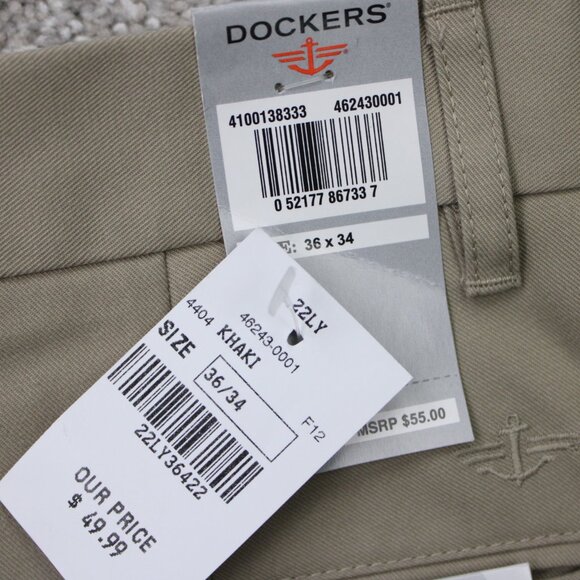 DOCKERS®
4100138333 462430001
0 52177 86733 7
E: 36 x 34
MSRP $55.00
22LY
46243-0001
4404 KHAKI
SIZE 36/34
F12
22LY36422
OUR PRICE
$ 49.99